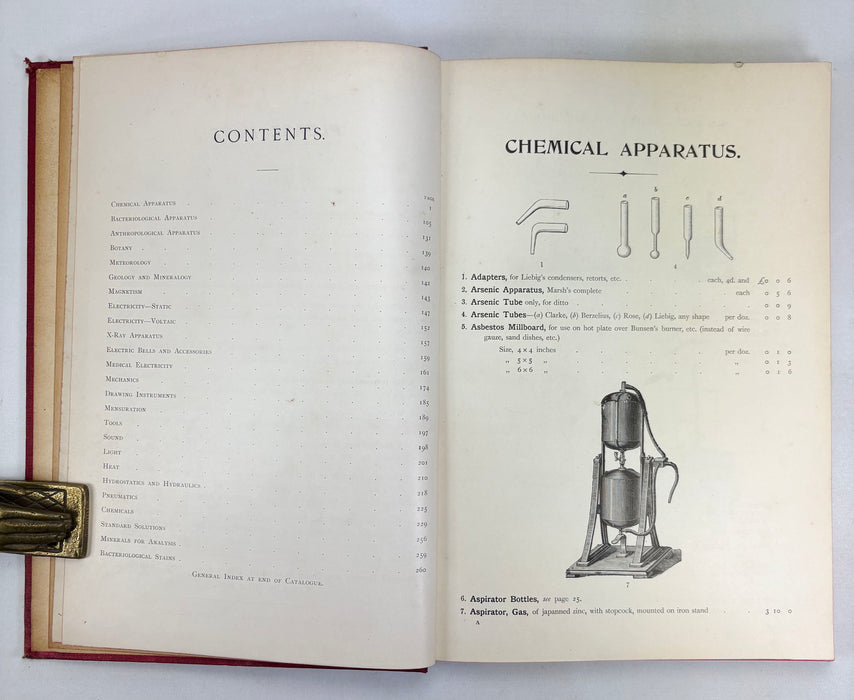 CONTENTS.
PAGE
CHEMICAL APPARATUS 1
BACTERIOLOGICAL APPARATUS 105
ANTHROPOLOGICAL APPARATUS 131
BOTANY 139
METEOROLOGY 140
GEOLOGY AND MINERALOGY 141
MAGNETISM 143
ELECTRICITY—STATIC 147
ELECTRICITY—VOLTAIC 152
X-RAY APPARATUS 157
ELECTRIC BELLS AND ACCESSORIES 159
MEDICAL ELECTRICITY 161
MECHANICS 174
DRAWING INSTRUMENTS 185
MENSURATION 189
TOOLS 197
SOUND 198
LIGHT 201
HEAT 210
HYDROSTATICS AND HYDRAULICS 218
PNEUMATICS 225
CHEMICALS 229
STANDARD SOLUTIONS 256
MINERALS FOR ANALYSIS 259
BACTERIOLOGICAL STAINS 260
GENERAL INDEX AT END OF CATALOGUE.
CHEMICAL APPARATUS.
a b c d
1 4
1. Adapters, for Liebig's condensers, retorts, etc. each, 4d. and £0 0 6
2. Arsenic Apparatus, Marsh's complete each 0 5 6
3. Arsenic Tube only, for ditto 0 0 9
4. Arsenic Tubes—(a) Clarke, (b) Berzelius, (c) Rose, (d) Liebig, any shape per doz. 0 0 8
5. Asbestos Millboard, for use on hot plate over Bunsen's burner, etc. (instead of wire
gauze, sand dishes, etc.)
Size, 4 × 4 inches per doz. 0 1 0
„ 5 × 5 „ „ 0 1 3
„ 6 × 6 „ „ 0 1 6
7
6. Aspirator Bottles, see page 25.
7. Aspirator, Gas, of japanned zinc, with stopcock, mounted on iron stand 3 10 0
A